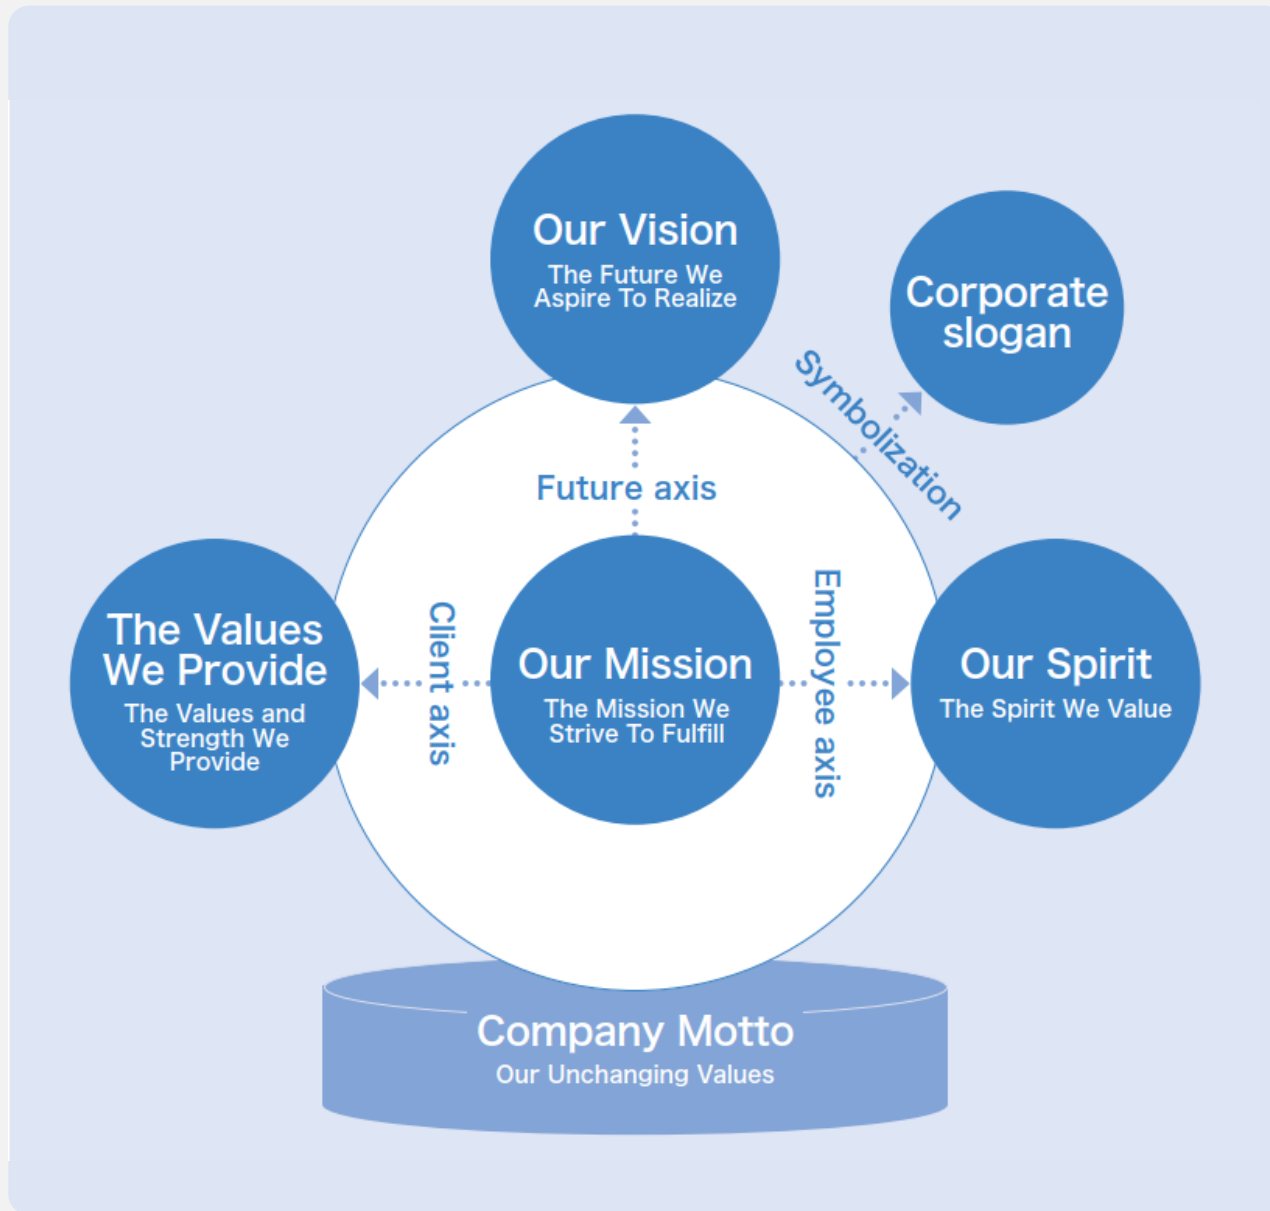 Our Vision
The Future We
Aspire To Realize
Corporate
slogan
Symbolization
Future axis
The Values
We Provide
The Values and
Strength We
Provide
Client axis
Our Mission
The Mission We
Strive To Fulfill
Employee axis
Our Spirit
The Spirit We Value
Company Motto
Our Unchanging Values